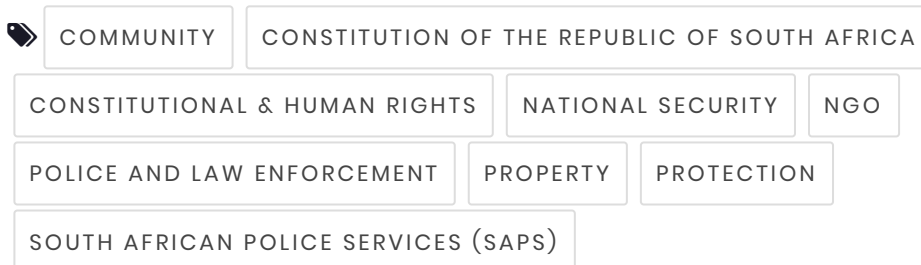 COMMUNITY CONSTITUTION OF THE REPUBLIC OF SOUTH AFRICA
CONSTITUTIONAL & HUMAN RIGHTS NATIONAL SECURITY NGO
POLICE AND LAW ENFORCEMENT PROPERTY PROTECTION
SOUTH AFRICAN POLICE SERVICES (SAPS)